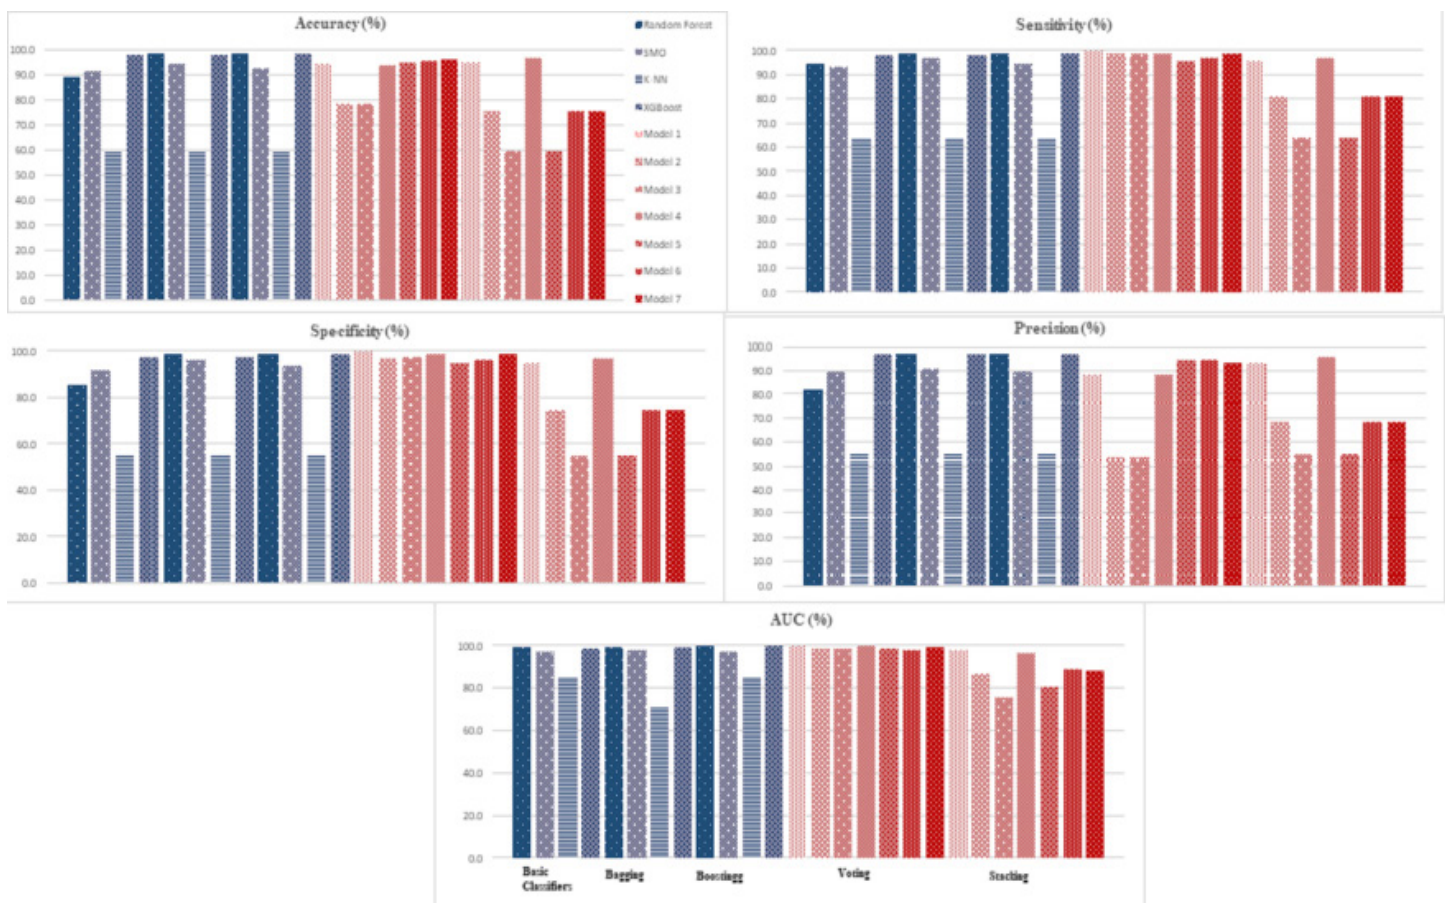 Accuracy (%)
100.0
90.0
80.0
70.0
60.0
50.0
40.0
30.0
20.0
10.0
0.0
Random Forest
SMO
K-NN
XGBoost
Model 1
Model 2
Model 3
Model 4
Model 5
Model 6
Model 7
Sensitivity (%)
100.0
90.0
80.0
70.0
60.0
50.0
40.0
30.0
20.0
10.0
0.0
Specificity (%)
100.0
80.0
60.0
40.0
20.0
0.0
Precision (%)
100.0
90.0
80.0
70.0
60.0
50.0
40.0
30.0
20.0
10.0
0.0
AUC (%)
100.0
80.0
60.0
40.0
20.0
0.0
Basic
Classifiers
Bagging
Boostingg
Voting
Stacking